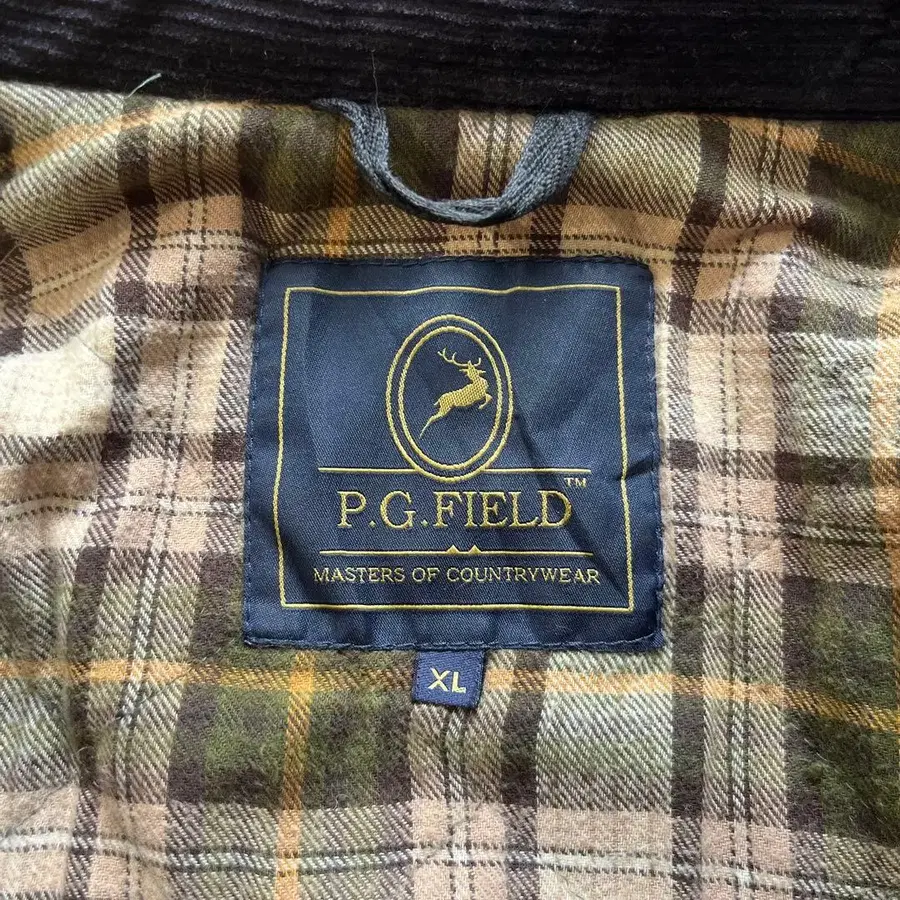 P.G.FIELD™
MASTERS OF COUNTRYWEAR
XL